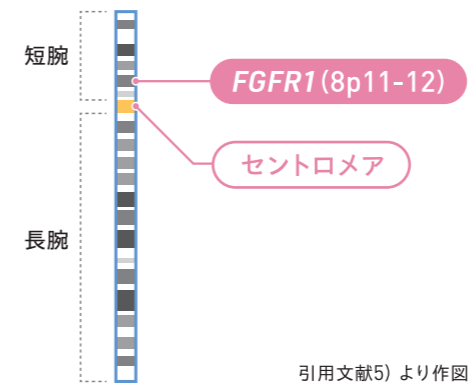 短腕
FGFR1(8p11-12)
セントロメア
長腕
引用文献5) より作図